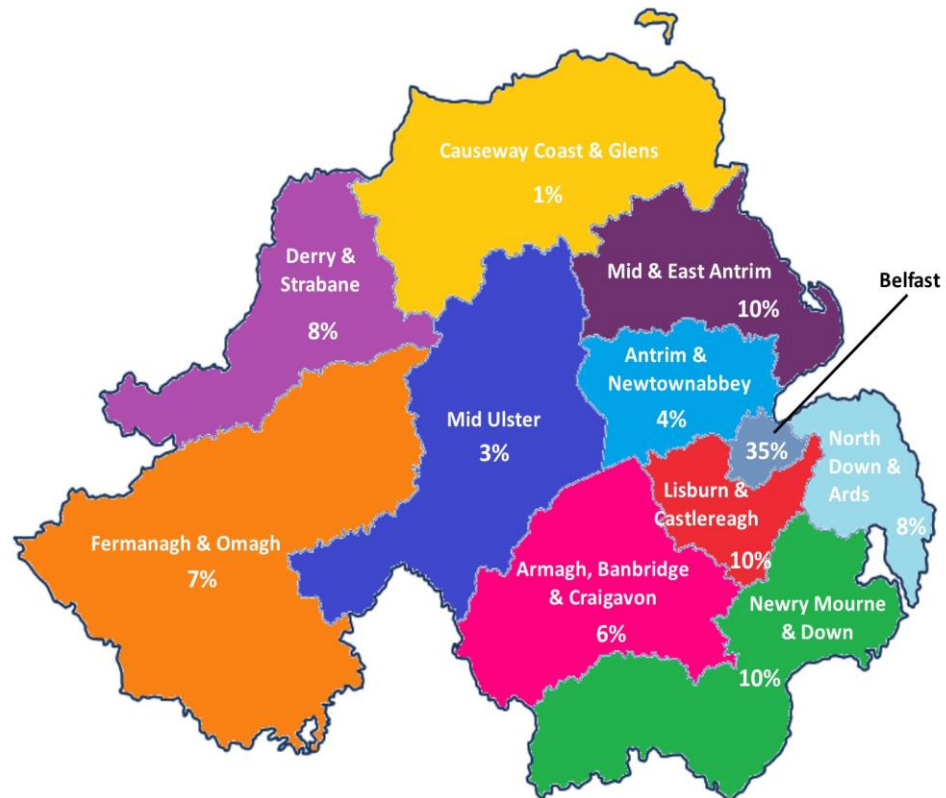 Causeway Coast & Glens
1%
Derry &
Strabane
8%
Mid & East Antrim
10%
Belfast
35%
Antrim &
Newtownabbey
4%
Mid Ulster
3%
North
Down &
Ards
8%
Lisburn &
Castlereagh
10%
Fermanagh & Omagh
7%
Armagh, Banbridge
& Craigavon
6%
Newry Mourne
& Down
10%